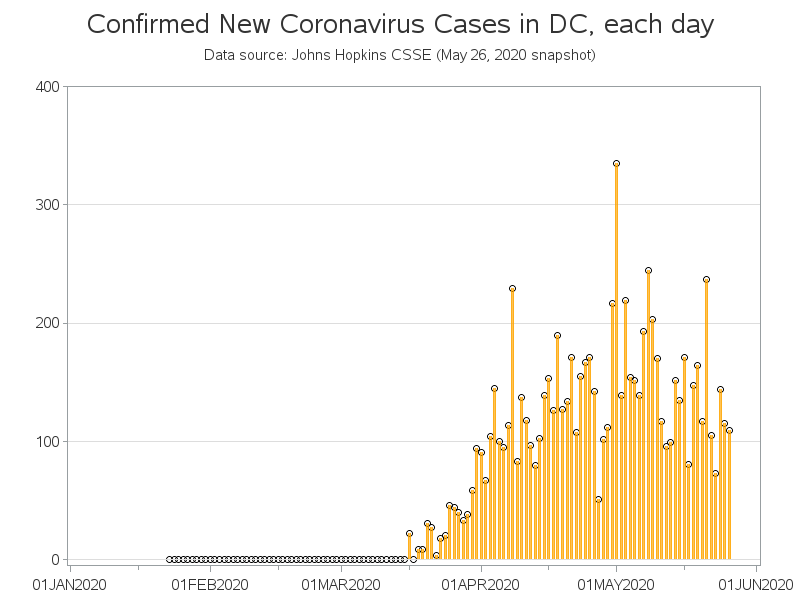 Confirmed New Coronavirus Cases in DC, each day
Data source: Johns Hopkins CSSE (May 26, 2020 snapshot)
400
300
200
100
0
01JAN2020 01FEB2020 01MAR2020 01APR2020 01MAY2020 01JUN2020